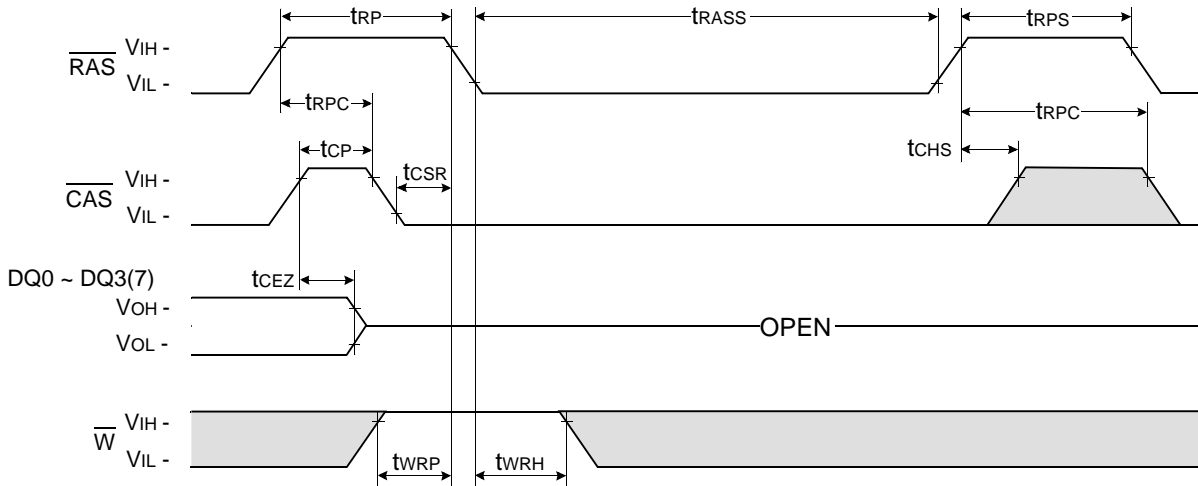 tRP tRASS tRPS
RAS VIH -
VIL -
tRPC tRPC
tCP tCSR tCHS
CAS VIH -
VIL -
DQ0 ~ DQ3(7) tCEZ
VOH -
VOL -
OPEN
W VIH -
VIL -
tWRP tWRH